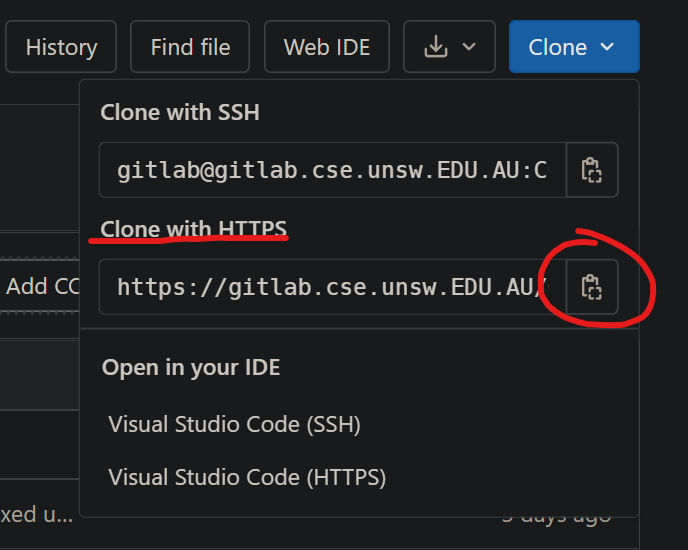 History Find file Web IDE Clone
Clone with SSH
gitlab@gitlab.cse.unsw.EDU.AU:C
Clone with HTTPS
https://gitlab.cse.unsw.EDU.AU/
Add CO
Open in your IDE
Visual Studio Code (SSH)
Visual Studio Code (HTTPS)
xed u... 3 days ago